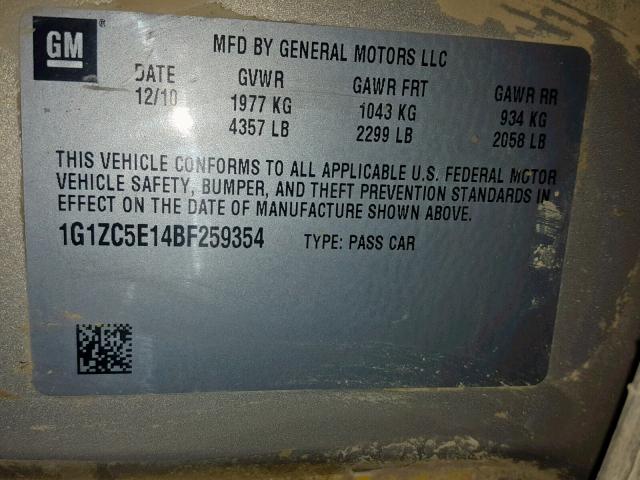 GM ®
MFD BY GENERAL MOTORS LLC
DATE GVWR GAWR FRT GAWR RR
12/10 1977 KG 1043 KG 934 KG
4357 LB 2299 LB 2058 LB
THIS VEHICLE CONFORMS TO ALL APPLICABLE U.S. FEDERAL MOTOR
VEHICLE SAFETY, BUMPER, AND THEFT PREVENTION STANDARDS IN
EFFECT ON THE DATE OF MANUFACTURE SHOWN ABOVE.
1G1ZC5E14BF259354 TYPE: PASS CAR